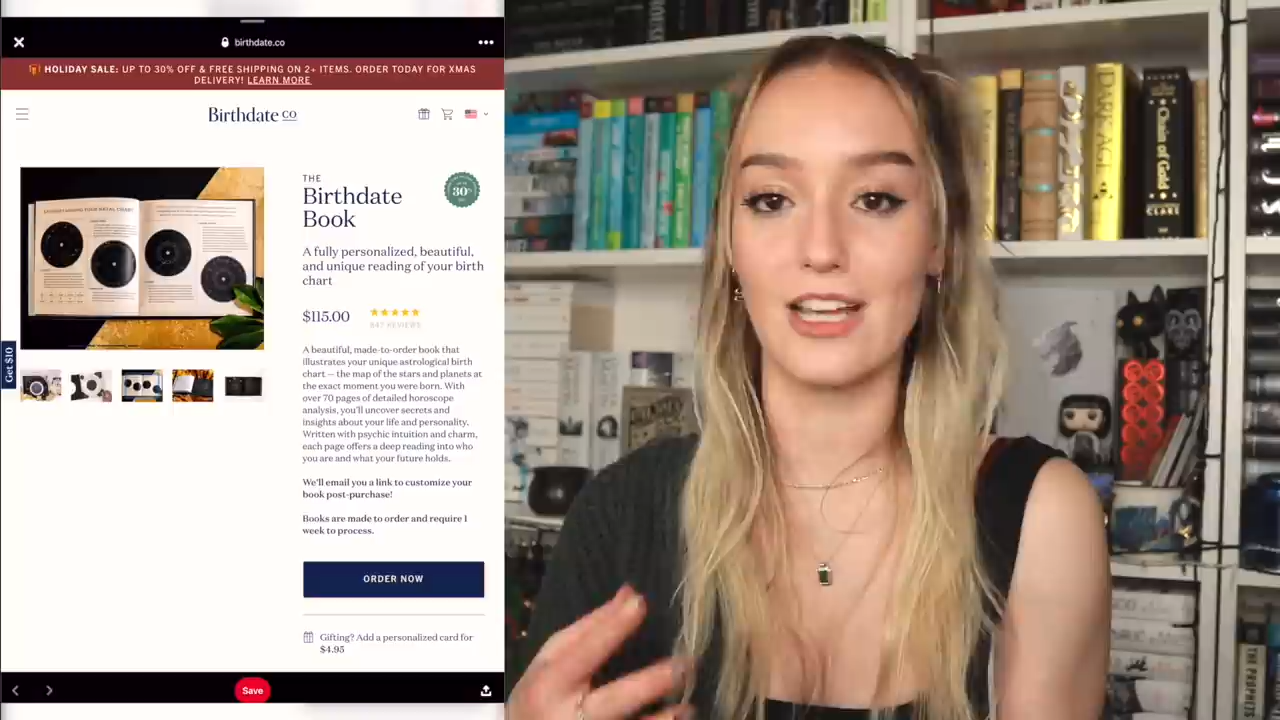 birthdate.co
HOLIDAY SALE: UP TO 30% OFF & FREE SHIPPING ON 2+ ITEMS. ORDER TODAY FOR XMAS
DELIVERY! LEARN MORE
Birthdate CO
THE
Birthdate
Book
30%
A fully personalized, beautiful,
and unique reading of your birth
chart
$115.00
847 REVIEWS
Get $10
A beautiful, made-to-order book that
illustrates your unique astrological birth
chart — the map of the stars and planets at
the exact moment you were born. With
over 70 pages of detailed horoscope
analysis, you'll uncover secrets and
insights about your life and personality.
Written with psychic intuition and charm,
each page offers a deep reading into who
you are and what your future holds.
We'll email you a link to customize your
book post-purchase!
Books are made to order and require 1
week to process.
ORDER NOW
Gifting? Add a personalized card for
$4.95
Save
DARK AGE
Chain of Gold
CLARE